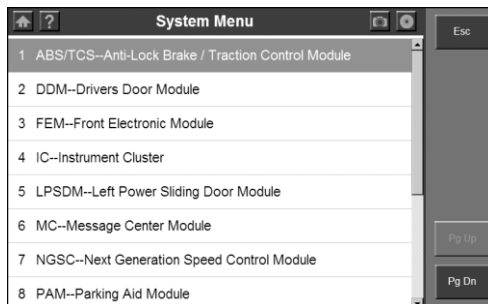 ? System Menu
Esc
1 ABS/TCS--Anti-Lock Brake / Traction Control Module
2 DDM--Drivers Door Module
3 FEM--Front Electronic Module
4 IC--Instrument Cluster
5 LPSDM--Left Power Sliding Door Module
6 MC--Message Center Module
7 NGSC--Next Generation Speed Control Module
8 PAM--Parking Aid Module
Pg Up
Pg Dn